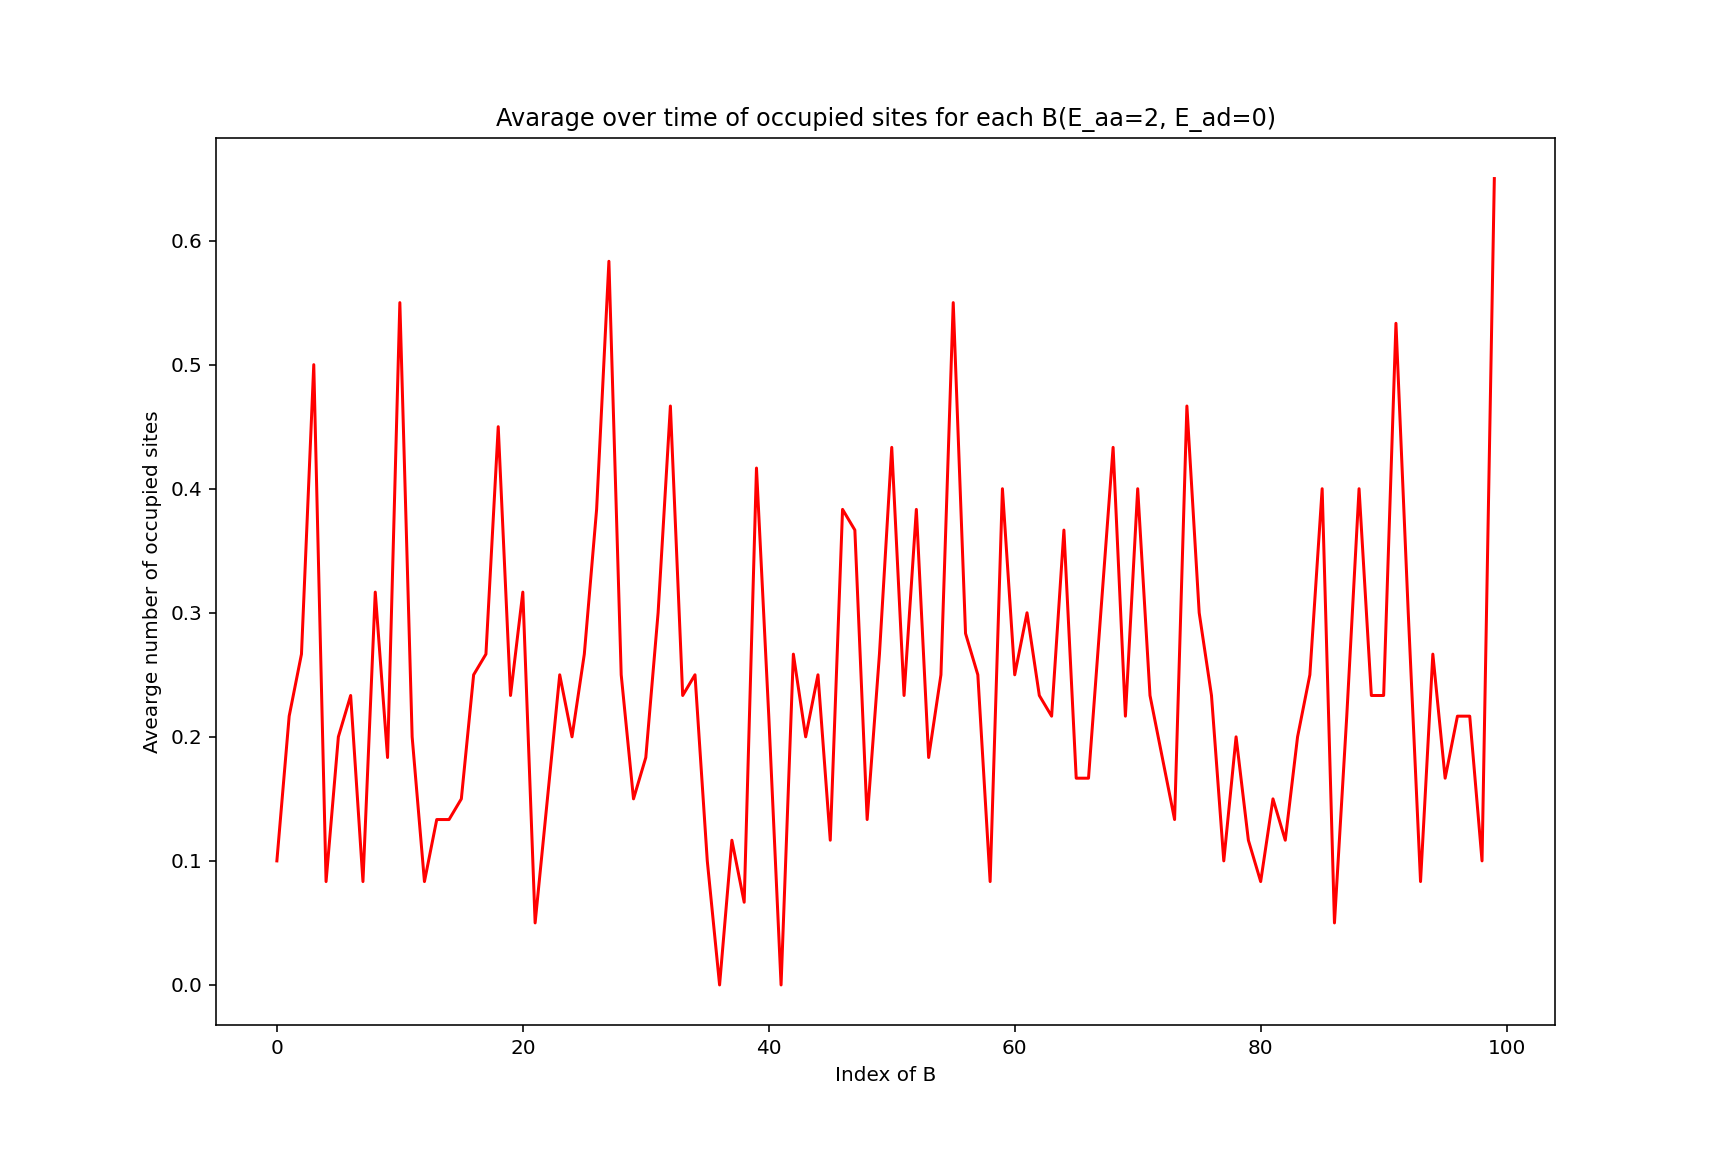 Avarage over time of occupied sites for each B(E_aa=2, E_ad=0)
Avearge number of occupied sites
0.6
0.5
0.4
0.3
0.2
0.1
0.0
0 20 40 60 80 100
Index of B